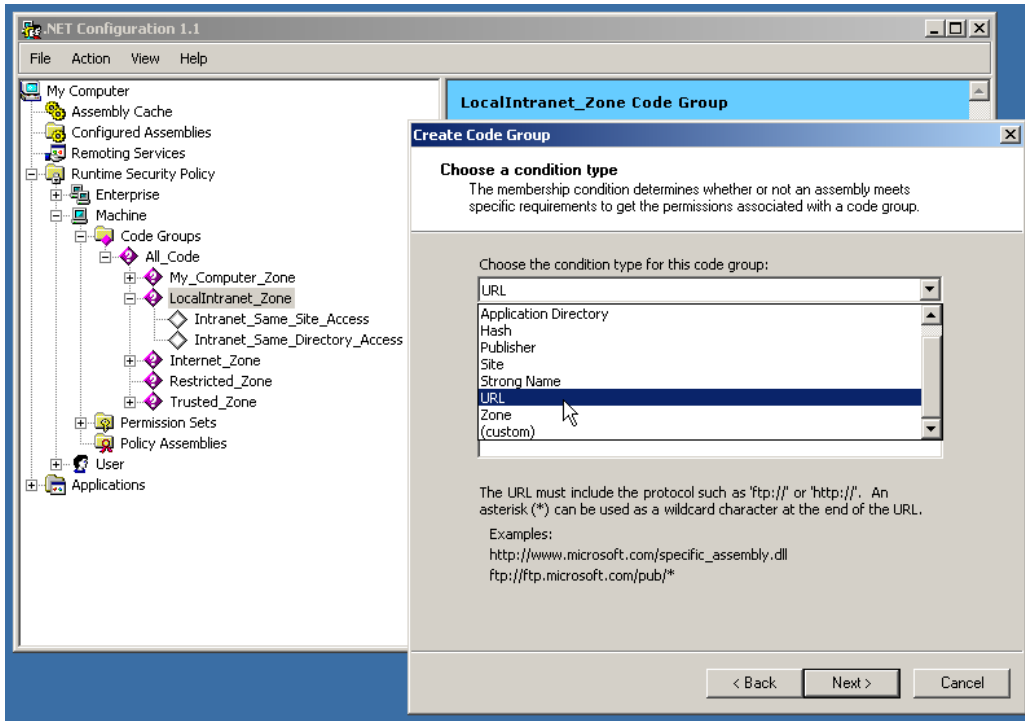 .NET Configuration 1.1
File Action View Help
My Computer
Assembly Cache
Configured Assemblies
Remoting Services
Runtime Security Policy
Enterprise
Machine
Code Groups
All_Code
My_Computer_Zone
LocalIntranet_Zone
Intranet_Same_Site_Access
Intranet_Same_Directory_Access
Internet_Zone
Restricted_Zone
Trusted_Zone
Permission Sets
Policy Assemblies
User
Applications
LocalIntranet_Zone Code Group
Create Code Group
Choose a condition type
The membership condition determines whether or not an assembly meets
specific requirements to get the permissions associated with a code group.
Choose the condition type for this code group:
URL
Application Directory
Hash
Publisher
Site
Strong Name
URL
Zone
(custom)
The URL must include the protocol such as 'ftp://' or 'http://'. An
asterisk (*) can be used as a wildcard character at the end of the URL.
Examples:
http://www.microsoft.com/specific_assembly.dll
ftp://ftp.microsoft.com/pub/*
< Back Next > Cancel